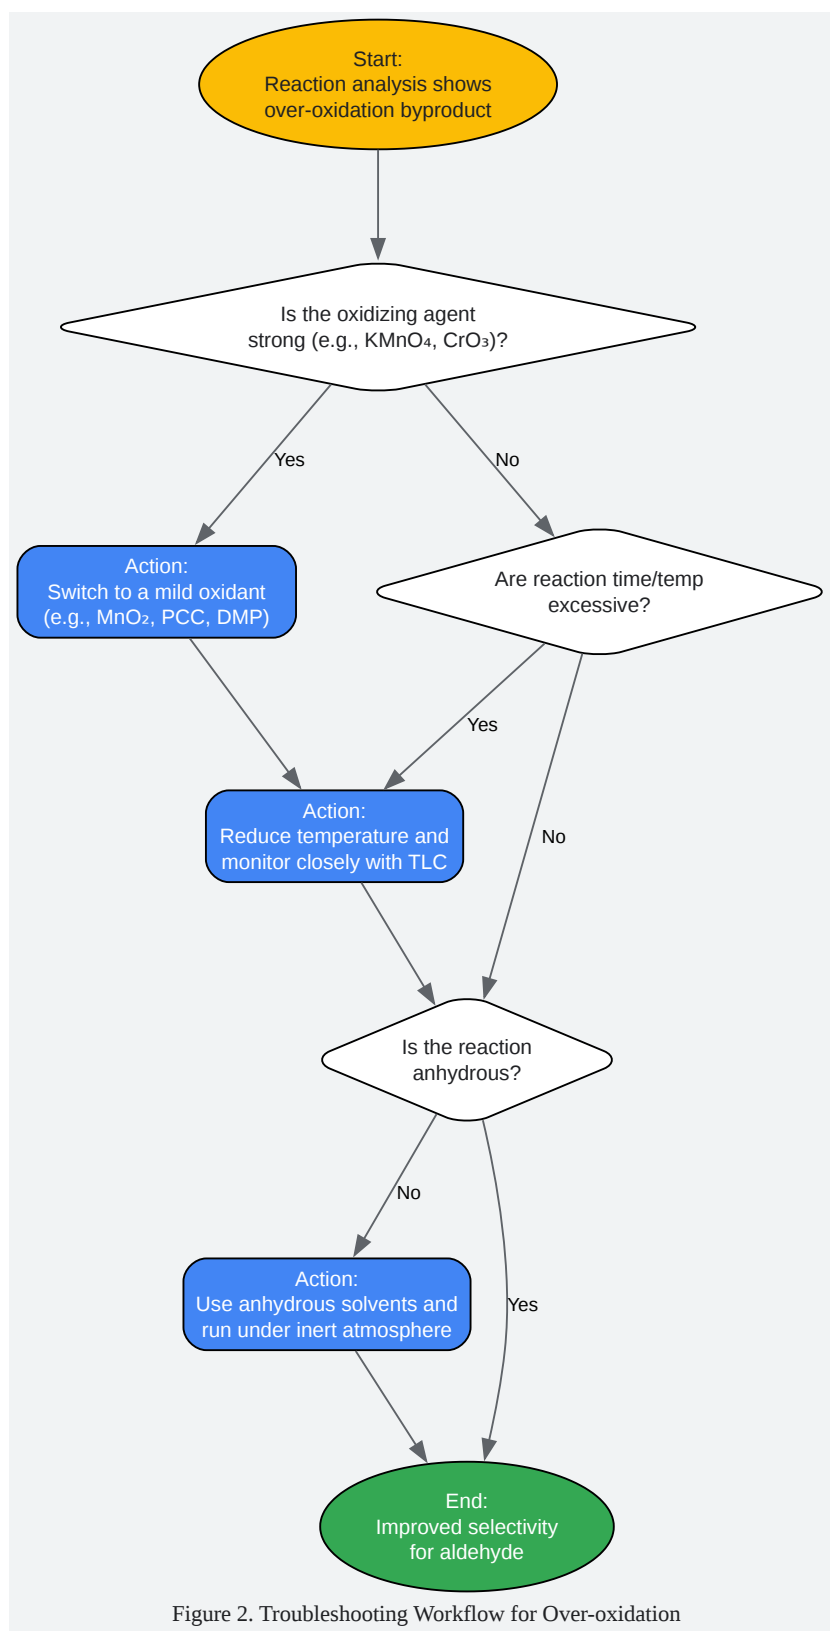 Start:
Reaction analysis shows
over-oxidation byproduct
Is the oxidizing agent
strong (e.g., KMnO₄, CrO₃)?
Yes
No
Action:
Switch to a mild oxidant
(e.g., MnO₂, PCC, DMP)
Are reaction time/temp
excessive?
Yes
No
Action:
Reduce temperature and
monitor closely with TLC
Is the reaction
anhydrous?
No
Yes
Action:
Use anhydrous solvents and
run under inert atmosphere
End:
Improved selectivity
for aldehyde
Figure 2. Troubleshooting Workflow for Over-oxidation